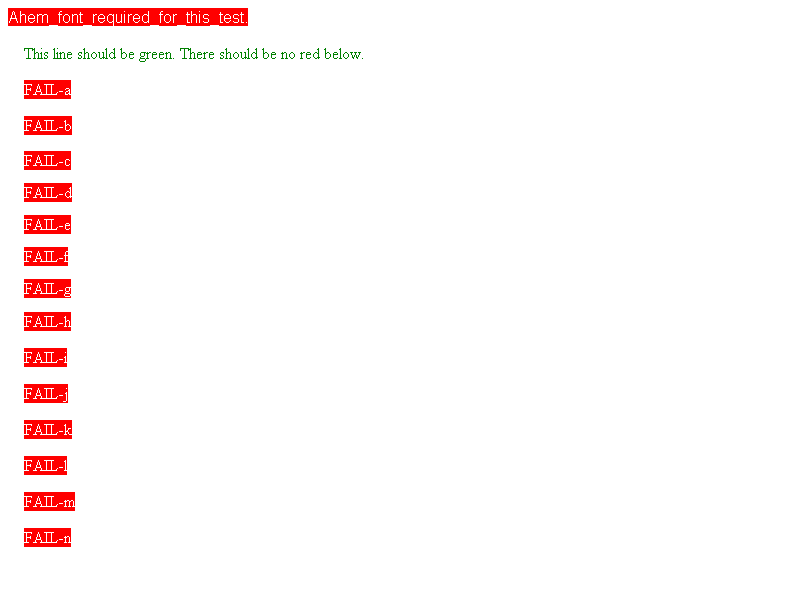 Ahem_font_required_for_this_test.
This line should be green. There should be no red below.
FAIL-a
FAIL-b
FAIL-c
FAIL-d
FAIL-e
FAIL-f
FAIL-g
FAIL-h
FAIL-i
FAIL-j
FAIL-k
FAIL-l
FAIL-m
FAIL-n